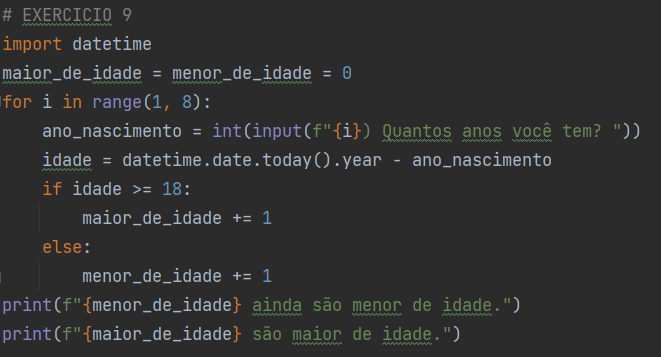 # EXERCICIO 9
import datetime
maior_de_idade = menor_de_idade = 0
for i in range(1, 8):
    ano_nascimento = int(input(f"{i}) Quantos anos você tem? "))
    idade = datetime.date.today().year - ano_nascimento
    if idade >= 18:
        maior_de_idade += 1
    else:
        menor_de_idade += 1
print(f"{menor_de_idade} ainda são menor de idade.")
print(f"{maior_de_idade} são maior de idade.")